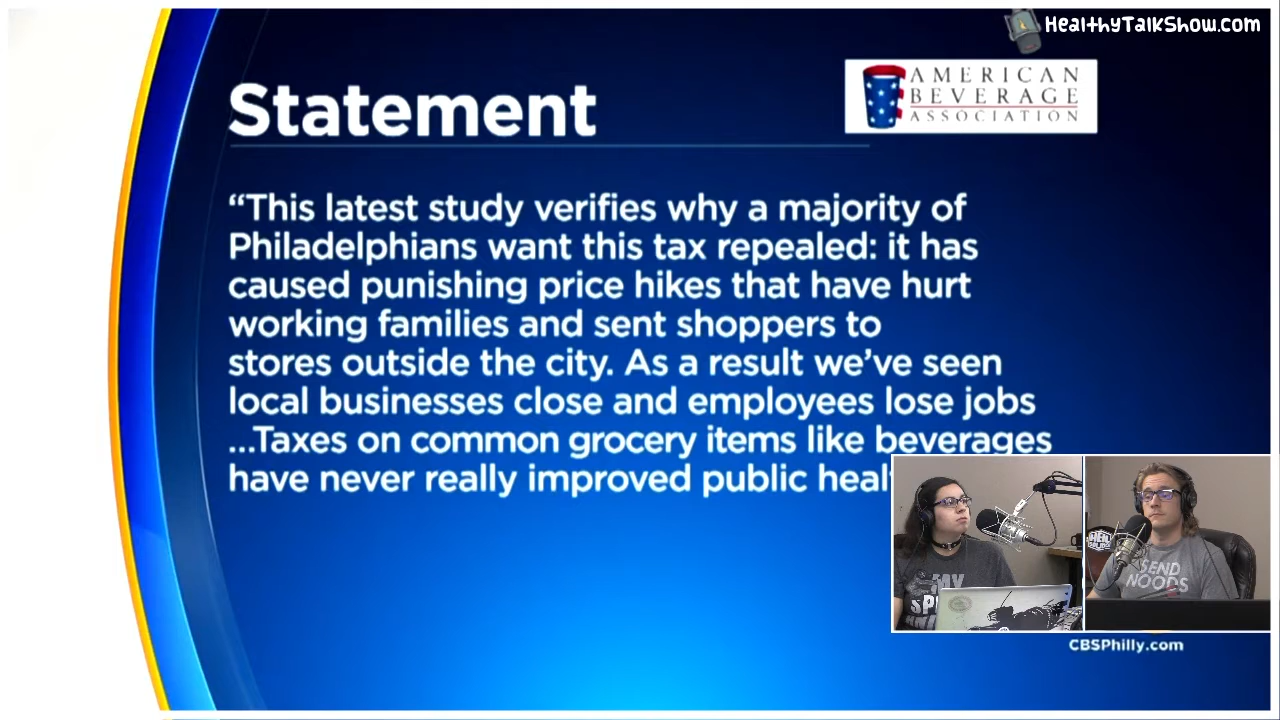 HealthyTalkShow.com
Statement
AMERICAN
BEVERAGE
ASSOCIATION
“This latest study verifies why a majority of
Philadelphians want this tax repealed: it has
caused punishing price hikes that have hurt
working families and sent shoppers to
stores outside the city. As a result we’ve seen
local businesses close and employees lose jobs
...Taxes on common grocery items like beverages
have never really improved public
MY
SEND
NOODS
CBSPhilly.com